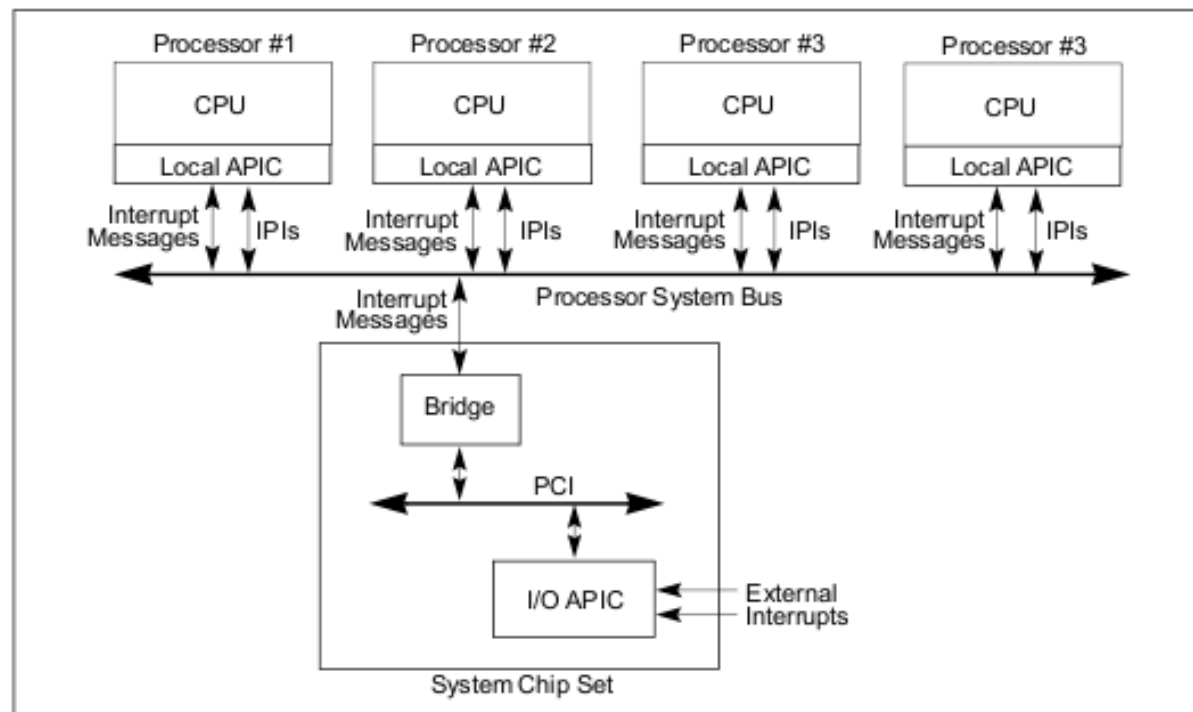 Processor #1
Processor #2
Processor #3
Processor #3
CPU
CPU
CPU
CPU
Local APIC
Local APIC
Local APIC
Local APIC
Interrupt
Messages
IPIs
Interrupt
Messages
IPIs
Interrupt
Messages
IPIs
Interrupt
Messages
IPIs
Processor System Bus
Interrupt
Messages
Bridge
PCI
I/O APIC
External
Interrupts
System Chip Set